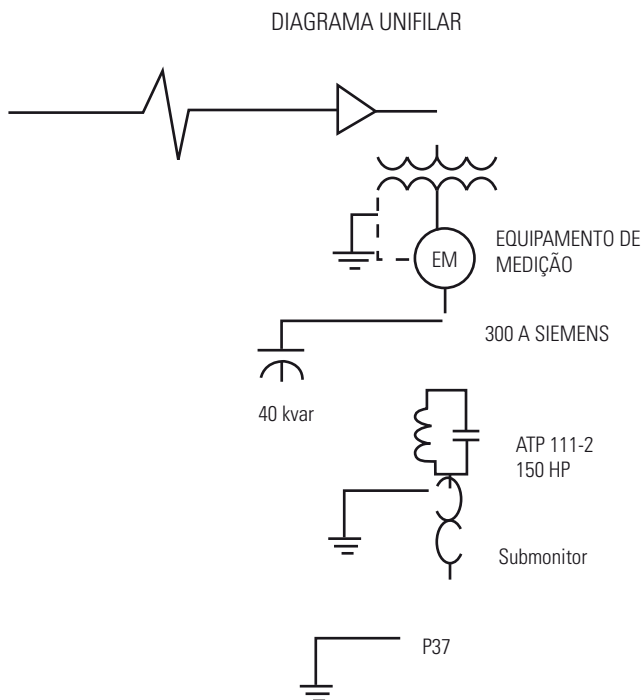 DIAGRAMA UNIFILAR
EQUIPAMENTO DE
MEDIÇÃO
EM
300 A SIEMENS
40 kvar
ATP 111-2
150 HP
Submonitor
P37